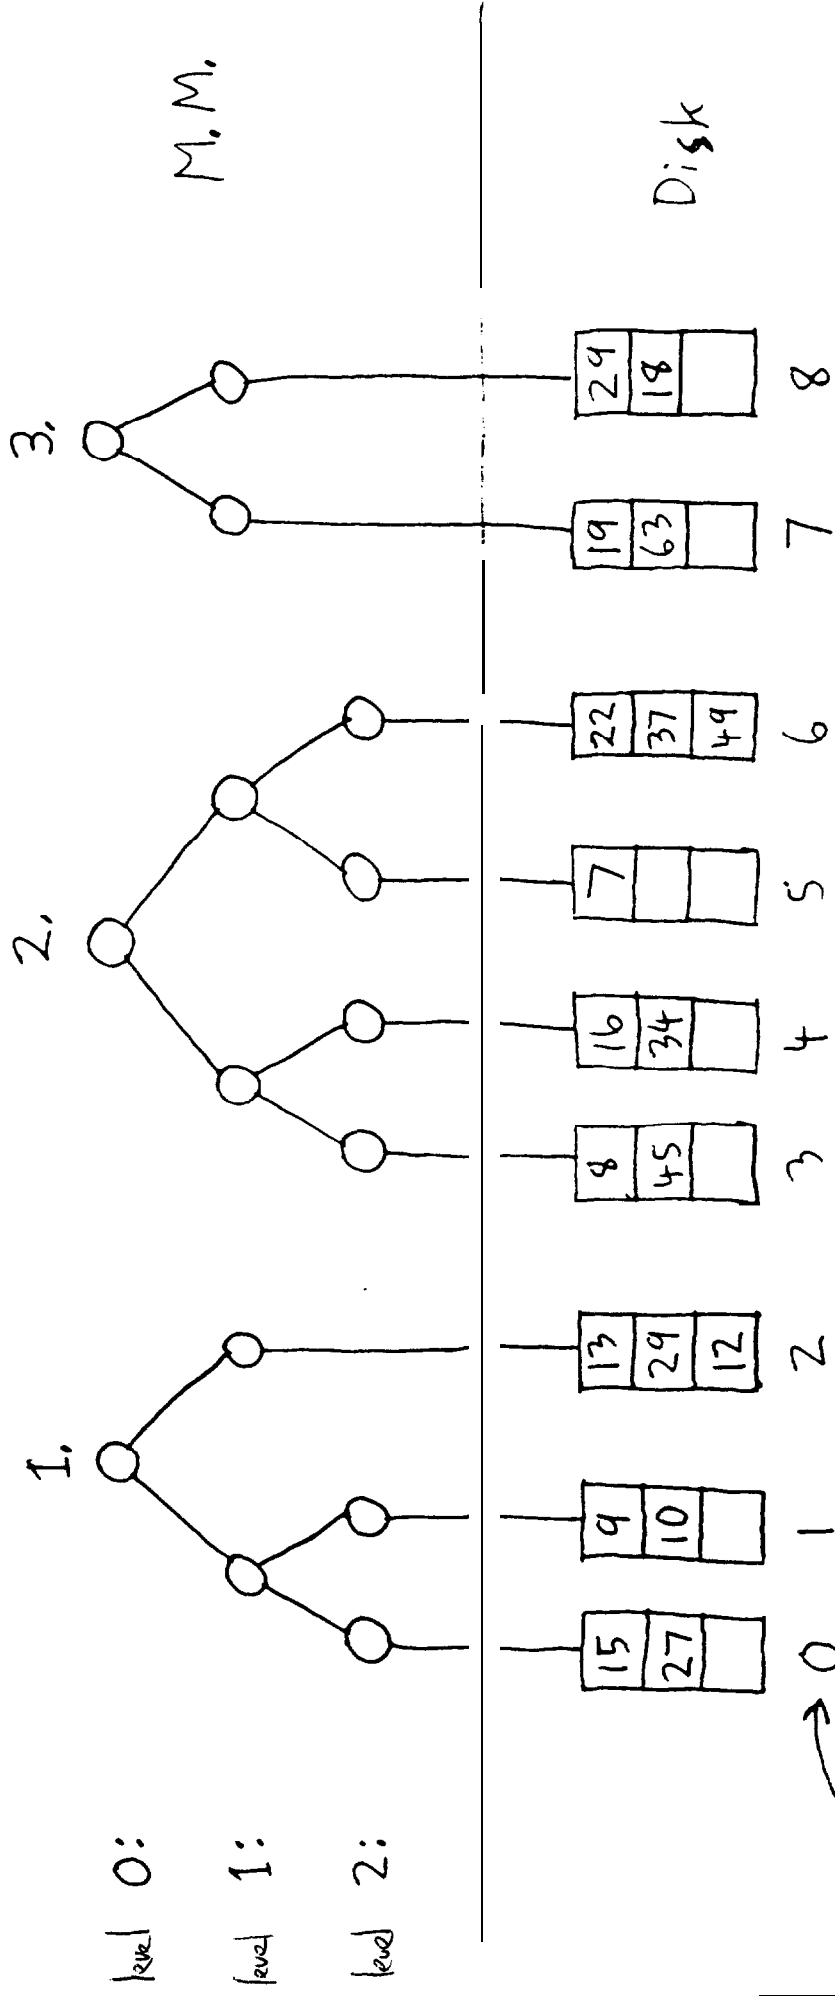 1. 2. 3.
level 0:
level 1:
level 2:
M.M.
Disk
15 9 13 8 16 7 22 19 29
27 10 29 45 34 37 63 18
12 49
0 1 2 3 4 5 6 7 8